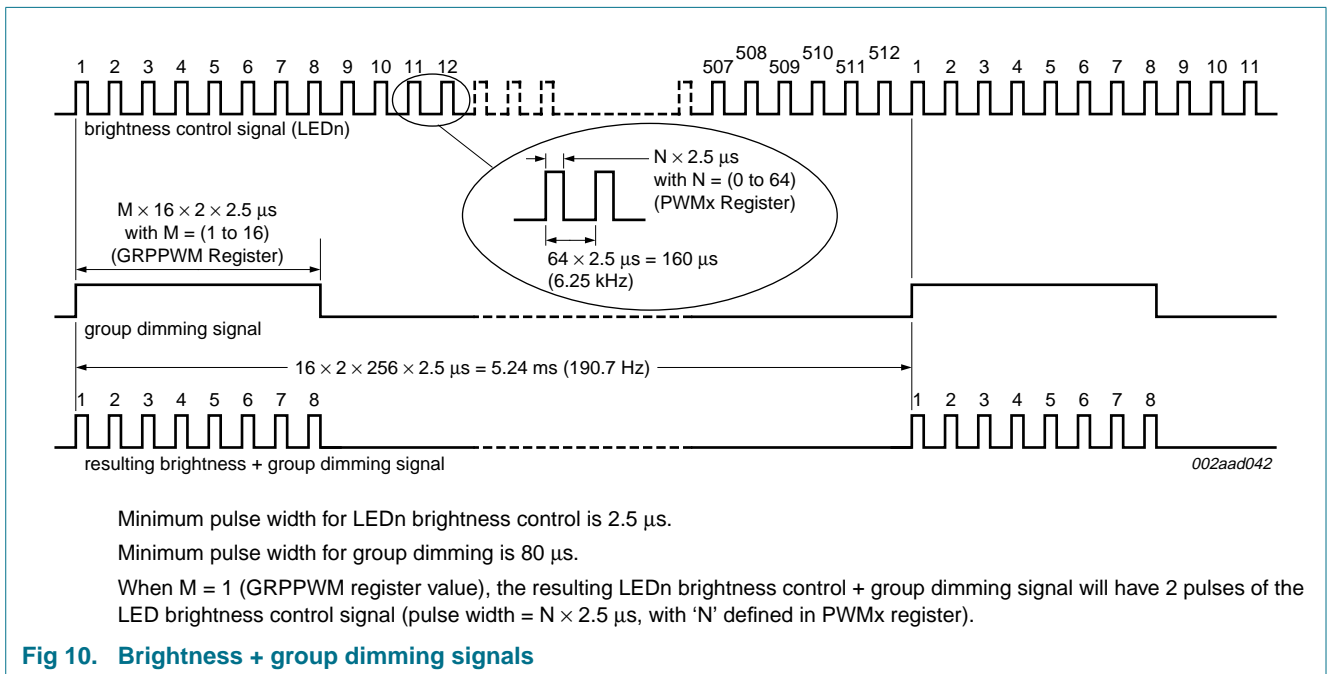 1 2 3 4 5 6 7 8 9 10 11 12 507 508 509 510 511 512 1 2 3 4 5 6 7 8 9 10 11
brightness control signal (LEDn)
N × 2.5 μs
with N = (0 to 64)
(PWMx Register)
M × 16 × 2 × 2.5 μs
with M = (1 to 16)
(GRPPWM Register)
64 × 2.5 μs = 160 μs
(6.25 kHz)
group dimming signal
16 × 2 × 256 × 2.5 μs = 5.24 ms (190.7 Hz)
1 2 3 4 5 6 7 8 1 2 3 4 5 6 7 8
resulting brightness + group dimming signal
002aad042
Minimum pulse width for LEDn brightness control is 2.5 μs.
Minimum pulse width for group dimming is 80 μs.
When M = 1 (GRPPWM register value), the resulting LEDn brightness control + group dimming signal will have 2 pulses of the
LED brightness control signal (pulse width = N × 2.5 μs, with ‘N’ defined in PWMx register).
Fig 10. Brightness + group dimming signals